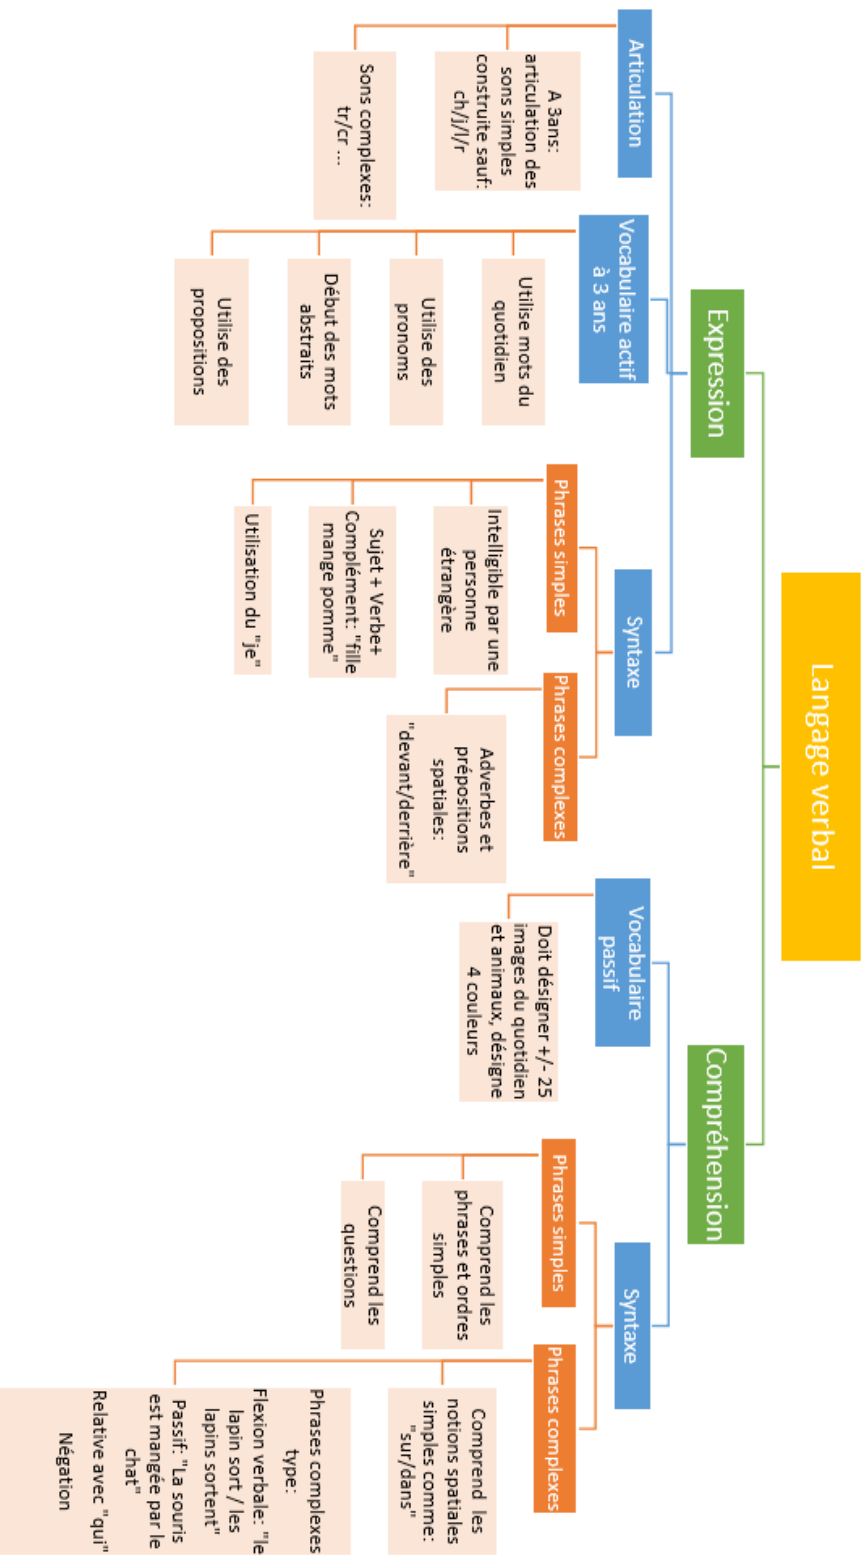 Langage verbal
Expression
Compréhension
Articulation
Vocabulaire actif
à 3 ans
Syntaxe
Vocabulaire
passif
Syntaxe
A 3ans:
articulation des
sons simples
construite sauf:
ch/j/l/r
Sons complexes:
tr/cr ...
Utilise mots du
quotidien
Utilise des
pronoms
Début des mots
abstraits
Utilise des
propositions
Phrases simples
Intelligible par une
personne
étrangère
Sujet + Verbe+
Complément: "fille
mange pomme"
Utilisation du "je"
Phrases complexes
Adverbes et
prépositions
spatiales:
"devant/derrière"
Doit désigner +/- 25
images du quotidien
et animaux, désigne
4 couleurs
Phrases simples
Comprend les
phrases et ordres
simples
Comprend les
questions
Phrases complexes
Comprend les
notions spatiales
simples comme:
"sur/dans"
Phrases complexes
type:
Flexion verbale: "le
lapin sort / les
lapins sortent"
Passif: "La souris
est mangée par le
chat"
Relative avec "qui"
Négation